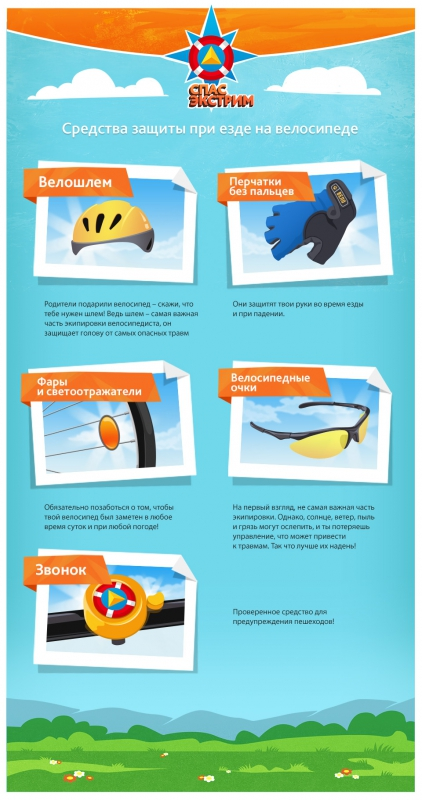 СПАС
ЭКСТРИМ
Средства защиты при езде на велосипеде
Велошлем
Родители подарили велосипед – скажи, что
тебе нужен шлем! Ведь шлем – самая важная
часть экипировки велосипедиста, он
защищает голову от самых опасных травм
Перчатки
без пальцев
Они защитят твои руки во время езды
и при падении.
Фары
и светоотражатели
Обязательно позаботься о том, чтобы
твой велосипед был заметен в любое
время суток и при любой погоде!
Велосипедные
очки
На первый взгляд, не самая важная часть
экипировки. Однако, солнце, ветер, пыль
и грязь могут ослепить, и ты потеряешь
управление, что может привести
к травмам. Так что лучше их надень!
Звонок
Проверенное средство для
предупреждения пешеходов!